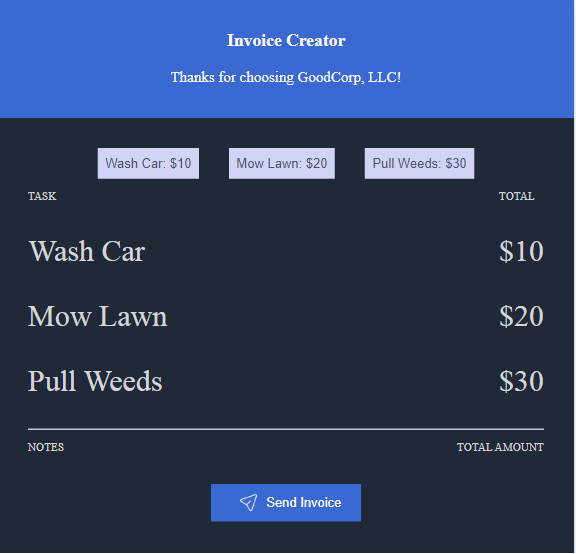 Invoice Creator
Thanks for choosing GoodCorp, LLC!
Wash Car: $10 Mow Lawn: $20 Pull Weeds: $30
TASK TOTAL
Wash Car $10
Mow Lawn $20
Pull Weeds $30
NOTES TOTAL AMOUNT
Send Invoice